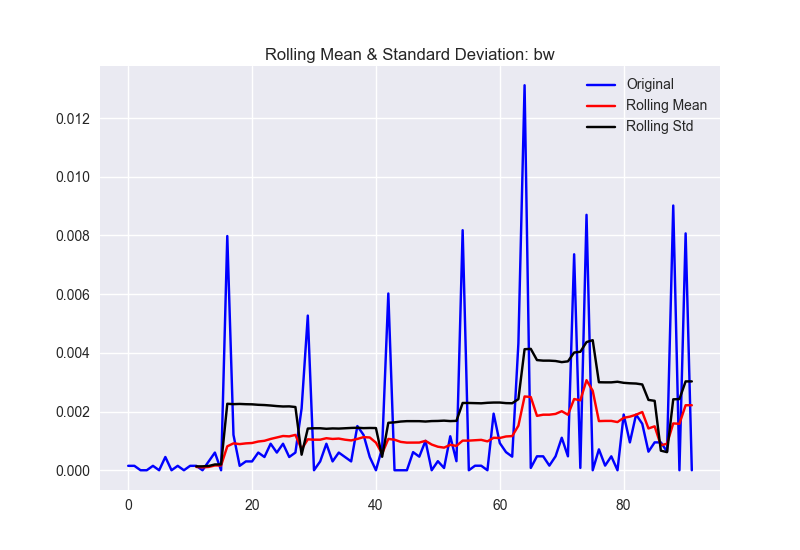 Rolling Mean & Standard Deviation: bw
Original
Rolling Mean
Rolling Std
0.012
0.010
0.008
0.006
0.004
0.002
0.000
0 20 40 60 80